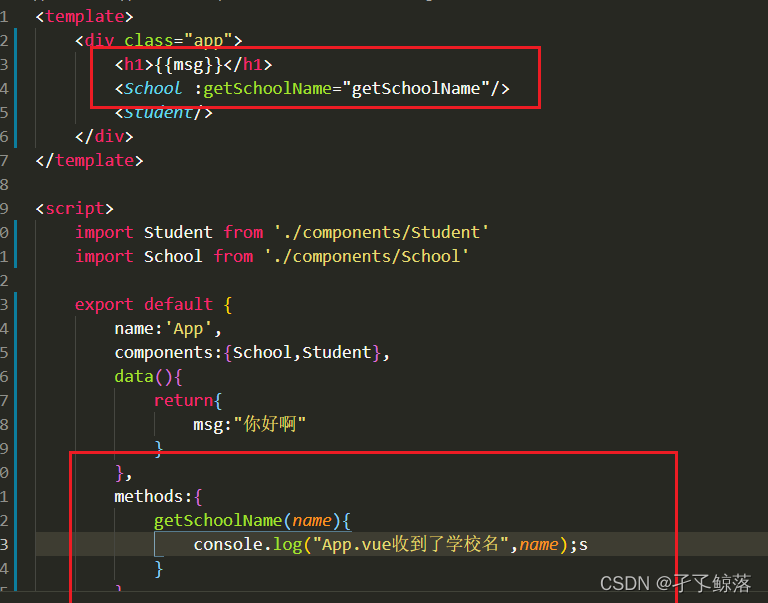 1 <template>
2 <div class="app">
3 <h1>{{msg}}</h1>
4 <School :getSchoolName="getSchoolName"/>
5 <Student/>
6 </div>
7 </template>
8
9 <script>
0 import Student from './components/Student'
1 import School from './components/School'
2
3 export default {
4 name:'App',
5 components:{School,Student},
6 data(){
7 return{
8 msg:"你好啊"
9 }
0 },
1 methods:{
2 getSchoolName(name){
3 console.log("App.vue收到了学校名",name);s
4 }
CSDN @孑孓鲸落